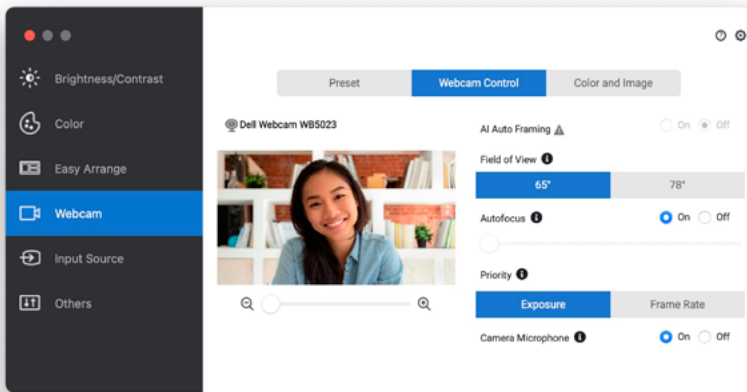 Brightness/Contrast
Color
Easy Arrange
Webcam
Input Source
Others
Preset
Webcam Control
Color and Image
Dell Webcam WB5023
AI Auto Framing
On
Off
Field of View
65°
78°
Autofocus
On
Off
Priority
Exposure
Frame Rate
Camera Microphone
On
Off